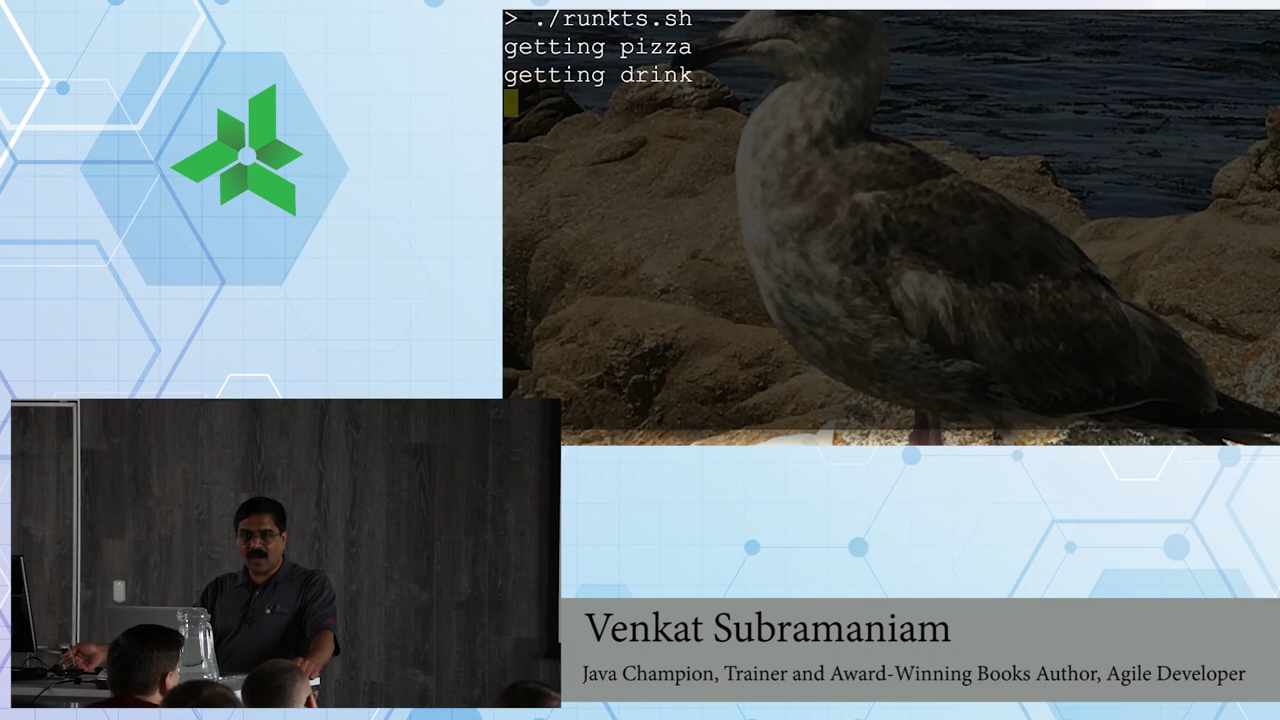 > ./runkts.sh
getting pizza
getting drink
Venkat Subramaniam
Java Champion, Trainer and Award-Winning Books Author, Agile Developer